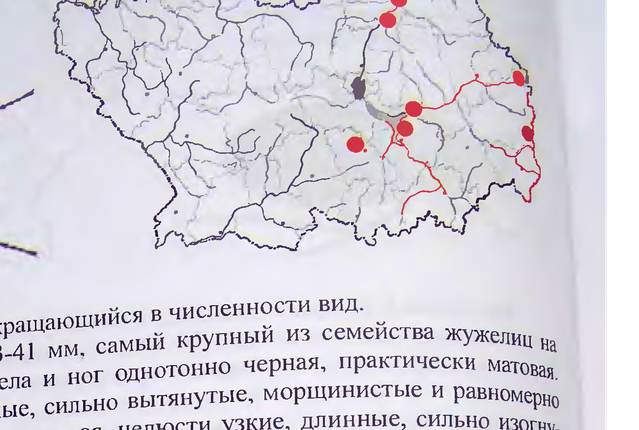 кращающийся в численности вид.
3-41 мм, самый крупный из семейства жужелиц на
ела и ног однотонно черная, практически матовая.
ые, сильно вытянутые, морщинистые и равномерно
челюсти узкие, длинные, сильно изогну-